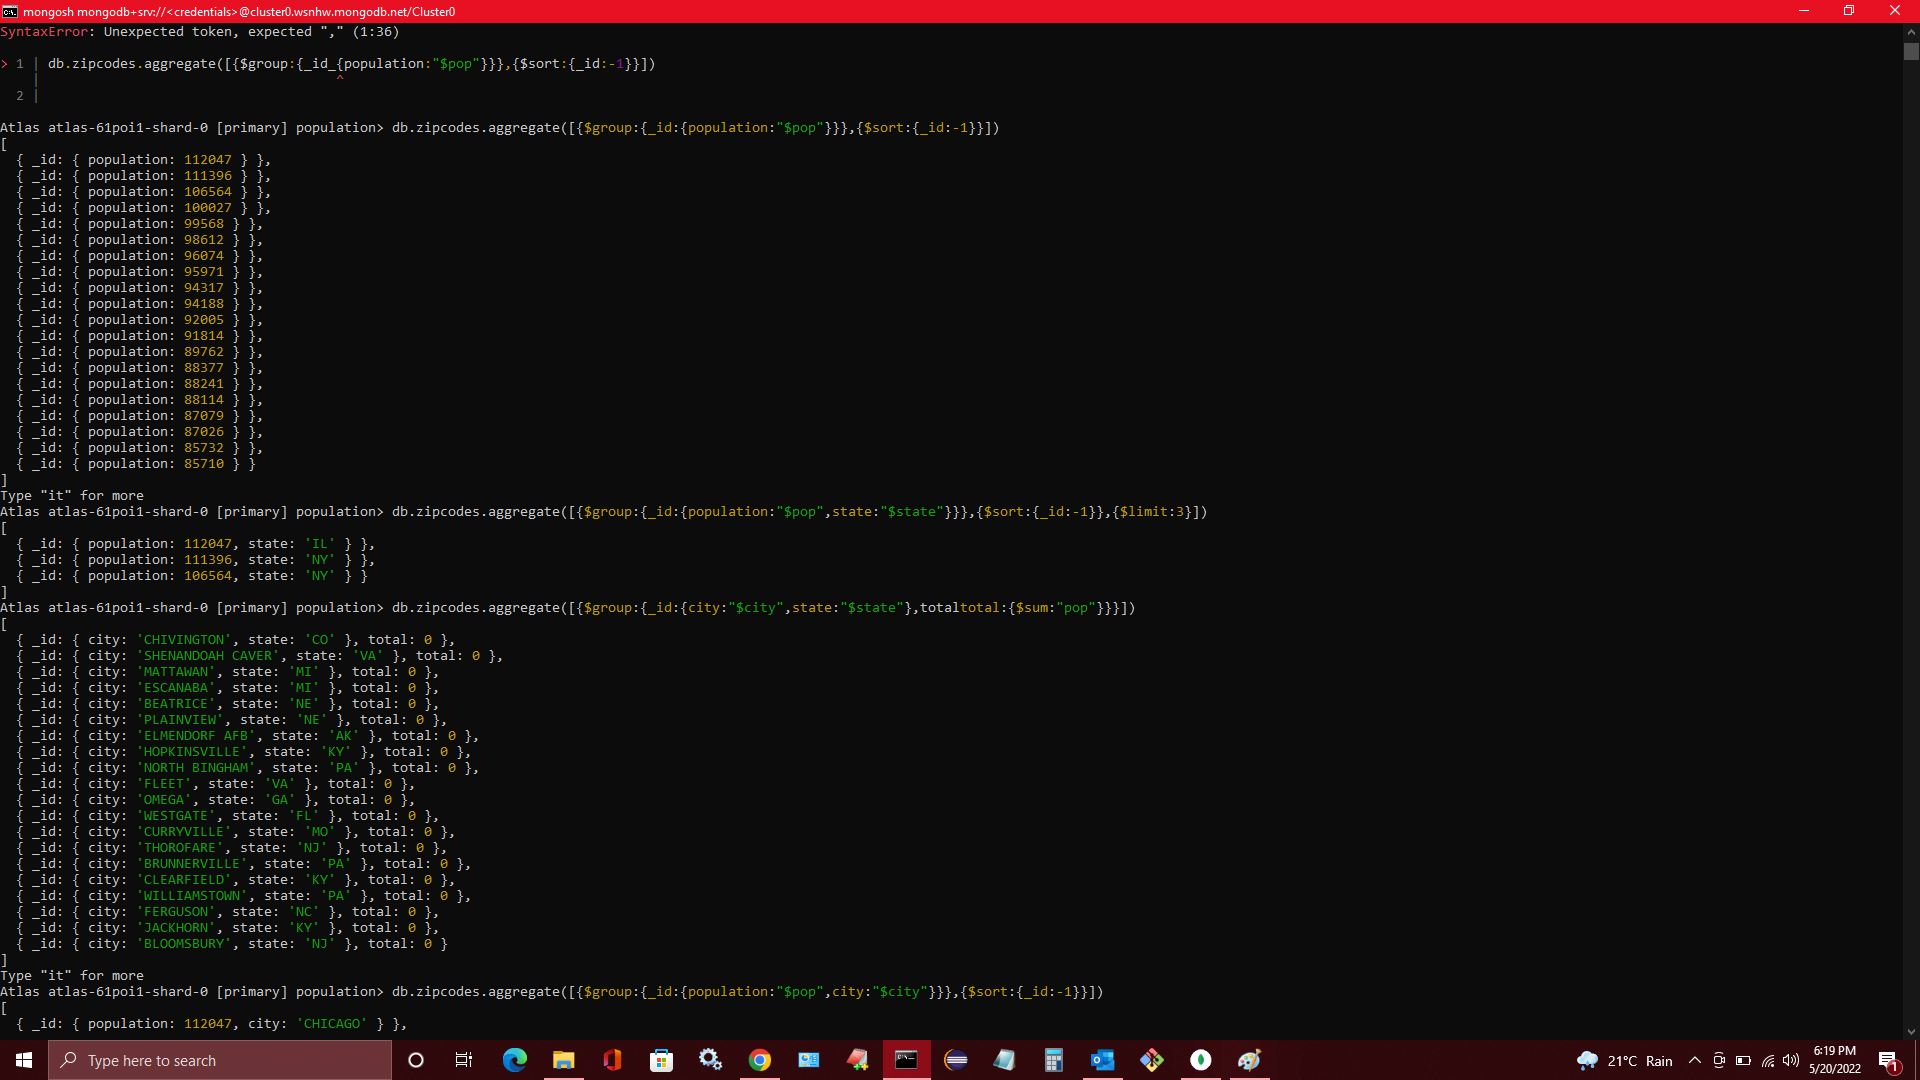 mongosh mongodb+srv://<credentials>@cluster0.wsnhw.mongodb.net/Cluster0
SyntaxError: Unexpected token, expected "," (1:36)
> 1 | db.zipcodes.aggregate([{$group:{_id_{population:"$pop"}}},{$sort:{_id:-1}}])
| ^
2 |
Atlas atlas-61poi1-shard-0 [primary] population> db.zipcodes.aggregate([{$group:{_id:{population:"$pop"}}},{$sort:{_id:-1}}])
[
{ _id: { population: 112047 } },
{ _id: { population: 111396 } },
{ _id: { population: 106564 } },
{ _id: { population: 100027 } },
{ _id: { population: 99568 } },
{ _id: { population: 98612 } },
{ _id: { population: 96074 } },
{ _id: { population: 95971 } },
{ _id: { population: 94317 } },
{ _id: { population: 94188 } },
{ _id: { population: 92005 } },
{ _id: { population: 91814 } },
{ _id: { population: 89762 } },
{ _id: { population: 88377 } },
{ _id: { population: 88241 } },
{ _id: { population: 88114 } },
{ _id: { population: 87079 } },
{ _id: { population: 87026 } },
{ _id: { population: 85732 } },
{ _id: { population: 85710 } }
]
Type "it" for more
Atlas atlas-61poi1-shard-0 [primary] population> db.zipcodes.aggregate([{$group:{_id:{population:"$pop",state:"$state"}}},{$sort:{_id:-1}},{$limit:3}])
[
{ _id: { population: 112047, state: 'IL' } },
{ _id: { population: 111396, state: 'NY' } },
{ _id: { population: 106564, state: 'NY' } }
]
Atlas atlas-61poi1-shard-0 [primary] population> db.zipcodes.aggregate([{$group:{_id:{city:"$city",state:"$state"},totaltotal:{$sum:"pop"}}}])
[
{ _id: { city: 'CHIVINGTON', state: 'CO' }, total: 0 },
{ _id: { city: 'SHENANDOAH CAVER', state: 'VA' }, total: 0 },
{ _id: { city: 'MATTAWAN', state: 'MI' }, total: 0 },
{ _id: { city: 'ESCANABA', state: 'MI' }, total: 0 },
{ _id: { city: 'BEATRICE', state: 'NE' }, total: 0 },
{ _id: { city: 'PLAINVIEW', state: 'NE' }, total: 0 },
{ _id: { city: 'ELMENDORF AFB', state: 'AK' }, total: 0 },
{ _id: { city: 'HOPKINSVILLE', state: 'KY' }, total: 0 },
{ _id: { city: 'NORTH BINGHAM', state: 'PA' }, total: 0 },
{ _id: { city: 'FLEET', state: 'VA' }, total: 0 },
{ _id: { city: 'OMEGA', state: 'GA' }, total: 0 },
{ _id: { city: 'WESTGATE', state: 'FL' }, total: 0 },
{ _id: { city: 'CURRYVILLE', state: 'MO' }, total: 0 },
{ _id: { city: 'THOROFARE', state: 'NJ' }, total: 0 },
{ _id: { city: 'BRUNNERVILLE', state: 'PA' }, total: 0 },
{ _id: { city: 'CLEARFIELD', state: 'KY' }, total: 0 },
{ _id: { city: 'WILLIAMSTOWN', state: 'PA' }, total: 0 },
{ _id: { city: 'FERGUSON', state: 'NC' }, total: 0 },
{ _id: { city: 'JACKHORN', state: 'KY' }, total: 0 },
{ _id: { city: 'BLOOMSBURY', state: 'NJ' }, total: 0 }
]
Type "it" for more
Atlas atlas-61poi1-shard-0 [primary] population> db.zipcodes.aggregate([{$group:{_id:{population:"$pop",city:"$city"}}},{$sort:{_id:-1}}])
[
{ _id: { population: 112047, city: 'CHICAGO' } },
Type here to search
21°C Rain
6:19 PM
5/20/2022
1